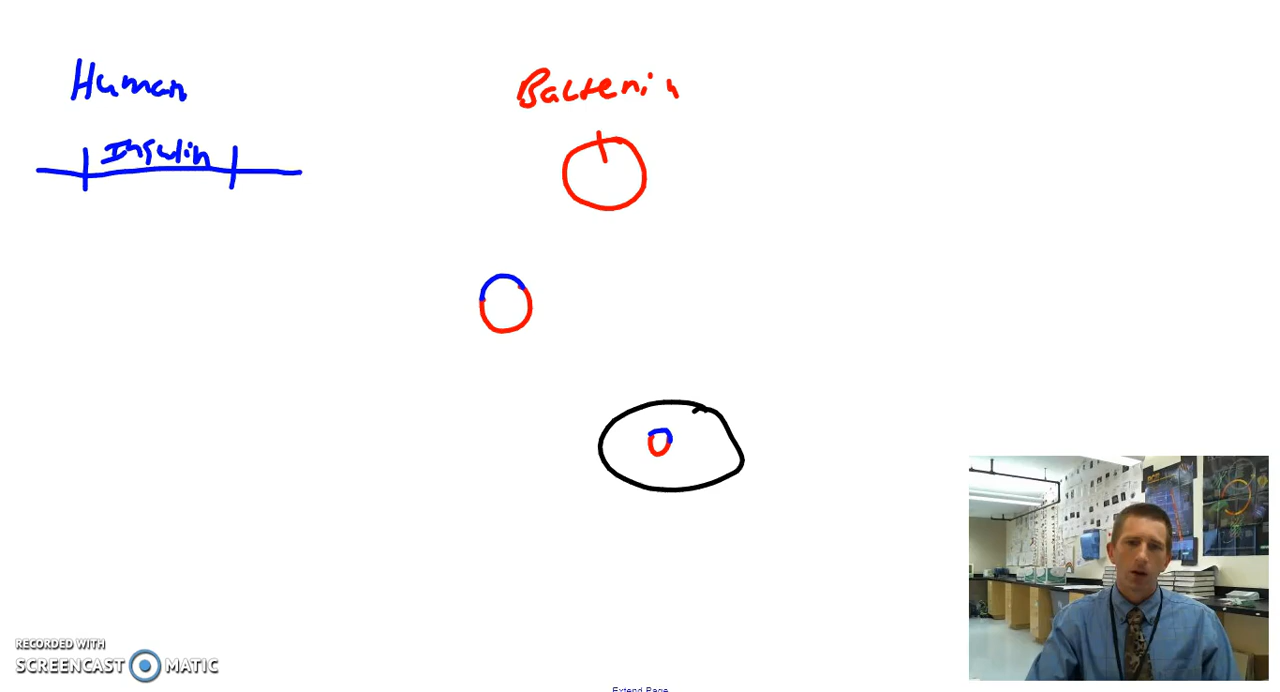 Human
Bacteria
Insulin
RECORDED WITH
SCREENCAST MATIC
Extend Page